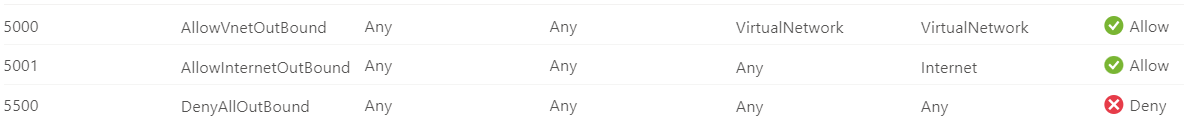 5000 AllowVnetOutBound Any Any VirtualNetwork VirtualNetwork Allow
5001 AllowInternetOutBound Any Any Any Internet Allow
5500 DenyAllOutBound Any Any Any Any Deny